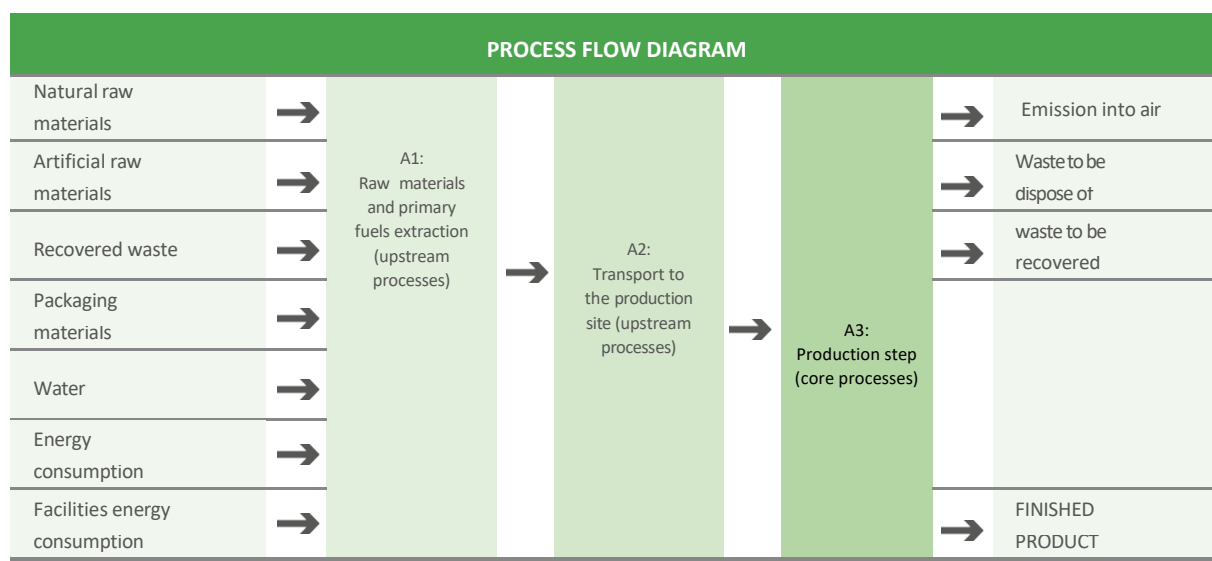 PROCESS FLOW DIAGRAM
Natural raw
materials
Artificial raw
materials
Recovered waste
Packaging
materials
Water
Energy
consumption
Facilities energy
consumption
A1:
Raw materials
and primary
fuels extraction
(upstream
processes)
A2:
Transport to
the production
site (upstream
processes)
A3:
Production step
(core processes)
Emission into air
Waste to be
dispose of
waste to be
recovered
FINISHED
PRODUCT